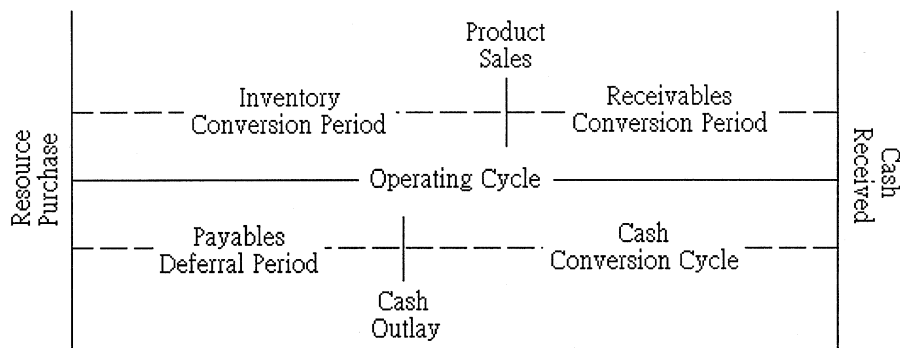 Product
Sales
Inventory
Conversion Period
Receivables
Conversion Period
Resource
Purchase
Operating Cycle
Cash
Received
Payables
Deferral Period
Cash
Conversion Cycle
Cash
Outlay